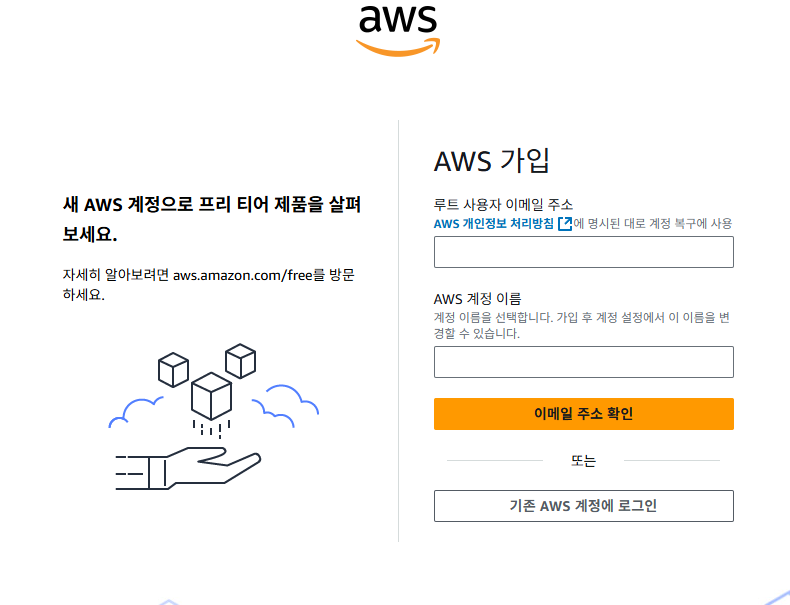 aws
새 AWS 계정으로 프리 티어 제품을 살펴
보세요.
자세히 알아보려면 aws.amazon.com/free를 방문
하세요.
AWS 가입
루트 사용자 이메일 주소
AWS 개인정보 처리방침에 명시된 대로 계정 복구에 사용
AWS 계정 이름
계정 이름을 선택합니다. 가입 후 계정 설정에서 이 이름을 변
경할 수 있습니다.
이메일 주소 확인
또는
기존 AWS 계정에 로그인